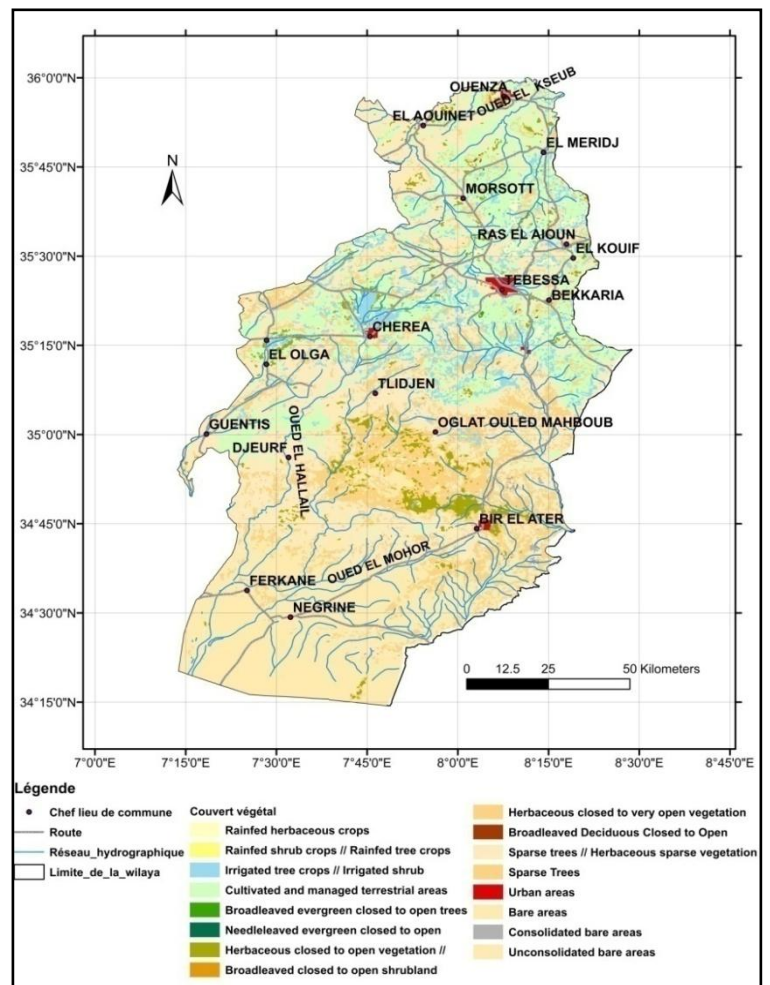 36°0'0"N
35°45'0"N
35°30'0"N
35°15'0"N
35°0'0"N
34°45'0"N
34°30'0"N
34°15'0"N
N
OUENZA
OUED EL KSEUB
EL AOUINET
EL MERIDJ
MORSOTT
RAS EL AIOUN
EL KOUIF
TEBESSA
BEKKARIA
CHEREA
EL OLGA
TLIDJEN
GUENTIS
OUED EL HALLAIL
OGLAT OULED MAHBOUB
DJEURF
BIR EL ATER
OUED EL MOHOR
FERKANE
NEGRINE
0 12.5 25 50 Kilometers
7°0'0"E 7°15'0"E 7°30'0"E 7°45'0"E 8°0'0"E 8°15'0"E 8°30'0"E 8°45'0"E
Légende
Chef lieu de commune
Route
Réseau_hydrographique
Limite_de_la_wilaya
Couvert végétal
Rainfed herbaceous crops
Rainfed shrub crops // Rainfed tree crops
Irrigated tree crops // Irrigated shrub
Cultivated and managed terrestrial areas
Broadleaved evergreen closed to open trees
Needleleaved evergreen closed to open
Herbaceous closed to open vegetation //
Broadleaved closed to open shrubland
Herbaceous closed to very open vegetation
Broadleaved Deciduous Closed to Open
Sparse trees // Herbaceous sparse vegetation
Sparse Trees
Urban areas
Bare areas
Consolidated bare areas
Unconsolidated bare areas